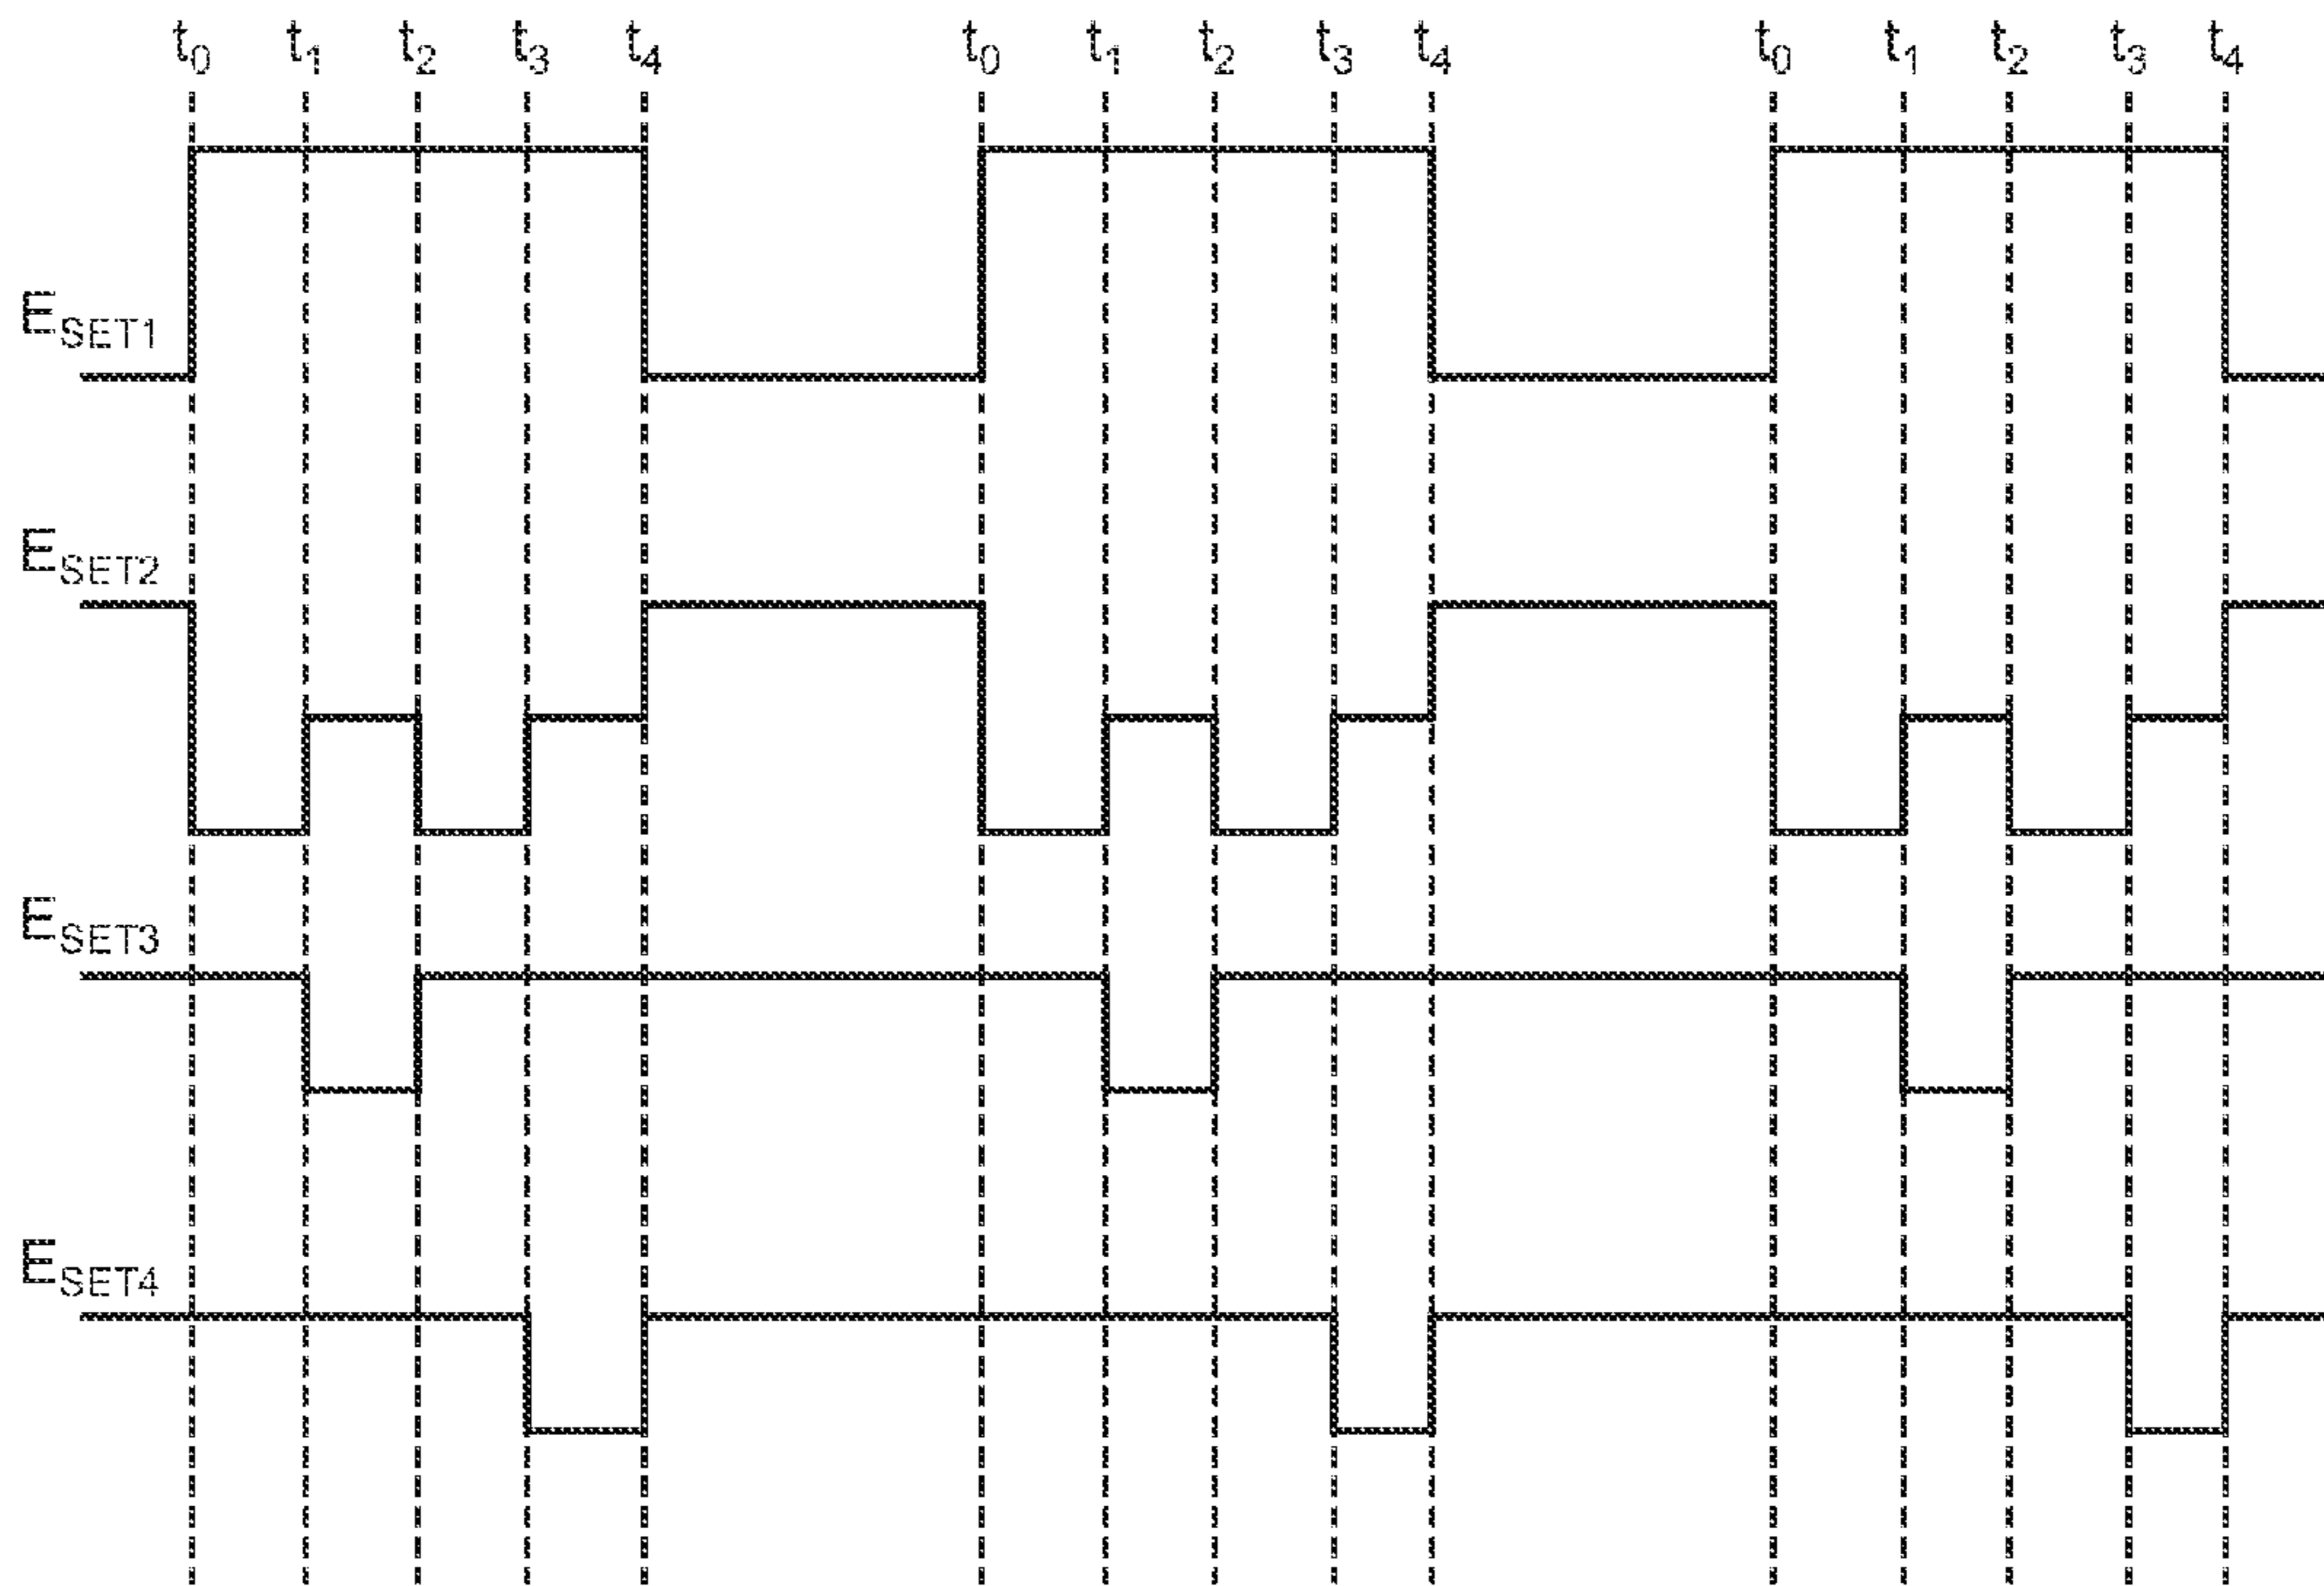 t0 t1 t2 t3 t4 t0 t1 t2 t3 t4 t0 t1 t2 t3 t4
ESET1
ESET2
ESET3
ESET4